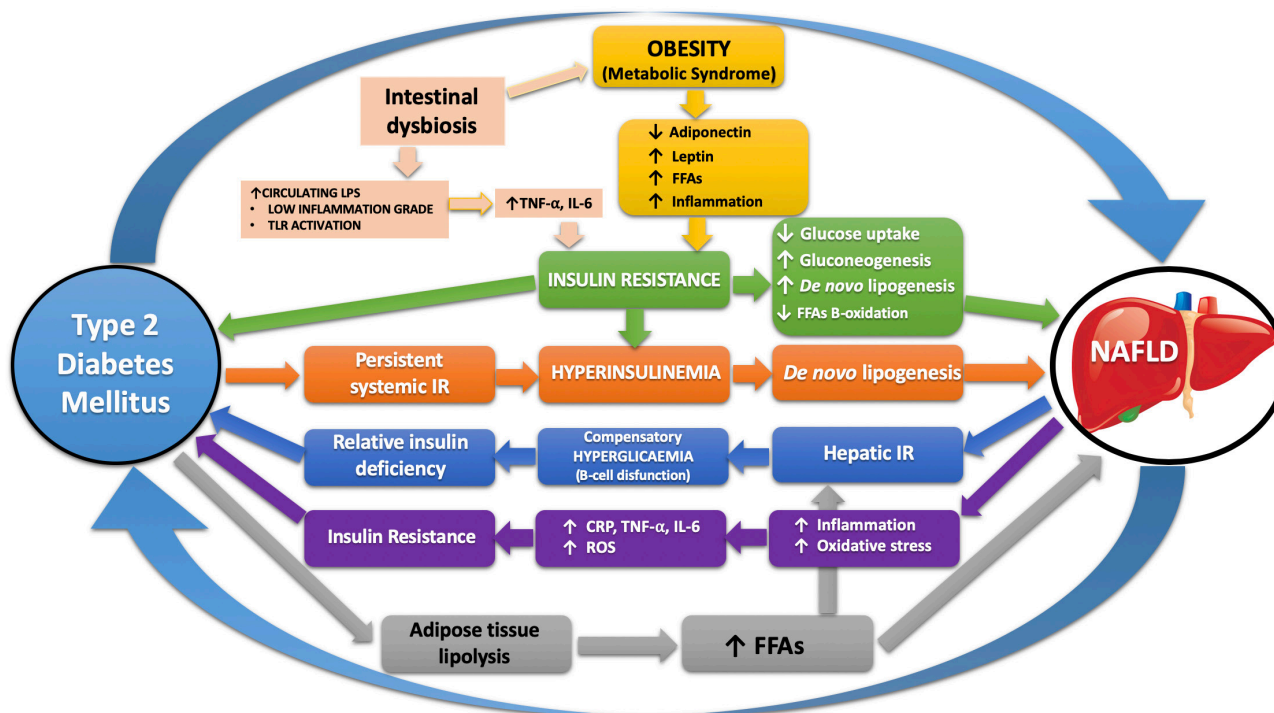 OBESITY
(Metabolic Syndrome)
Intestinal
dysbiosis
↓ Adiponectin
↑ Leptin
↑ FFAs
↑ Inflammation
↑CIRCULATING LPS
• LOW INFLAMMATION GRADE
• TLR ACTIVATION
↑TNF-α, IL-6
INSULIN RESISTANCE
↓ Glucose uptake
↑ Gluconeogenesis
↑ De novo lipogenesis
↓ FFAs B-oxidation
Type 2
Diabetes
Mellitus
Persistent
systemic IR
HYPERINSULINEMIA
De novo lipogenesis
NAFLD
Relative insulin
deficiency
Compensatory
HYPERGLICAEMIA
(B-cell disfunction)
Hepatic IR
Insulin Resistance
↑ CRP, TNF-α, IL-6
↑ ROS
↑ Inflammation
↑ Oxidative stress
Adipose tissue
lipolysis
↑ FFAs